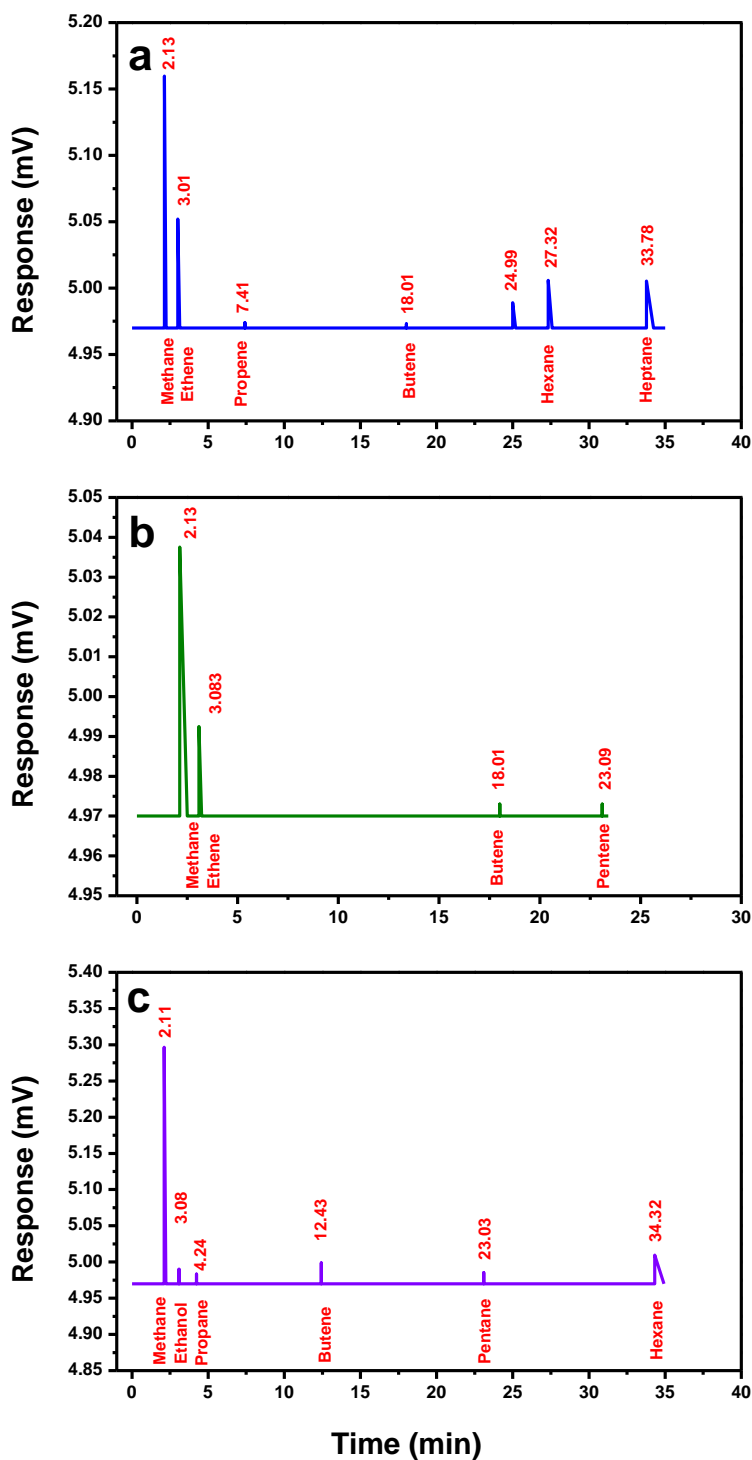 a
Response (mV)
5.20
5.15
5.10
5.05
5.00
4.95
4.90
2.13
3.01
7.41
18.01
24.99
27.32
33.78
Methane
Ethene
Propene
Butene
Hexane
Heptane
0 5 10 15 20 25 30 35 40
b
Response (mV)
5.05
5.04
5.03
5.02
5.01
5.00
4.99
4.98
4.97
4.96
4.95
2.13
3.083
18.01
23.09
Methane
Ethene
Butene
Pentene
0 5 10 15 20 25 30
c
Response (mV)
5.40
5.35
5.30
5.25
5.20
5.15
5.10
5.05
5.00
4.95
4.90
4.85
2.11
3.08
4.24
12.43
23.03
34.32
Methane
Ethanol
Propane
Butene
Pentane
Hexane
0 5 10 15 20 25 30 35 40
Time (min)